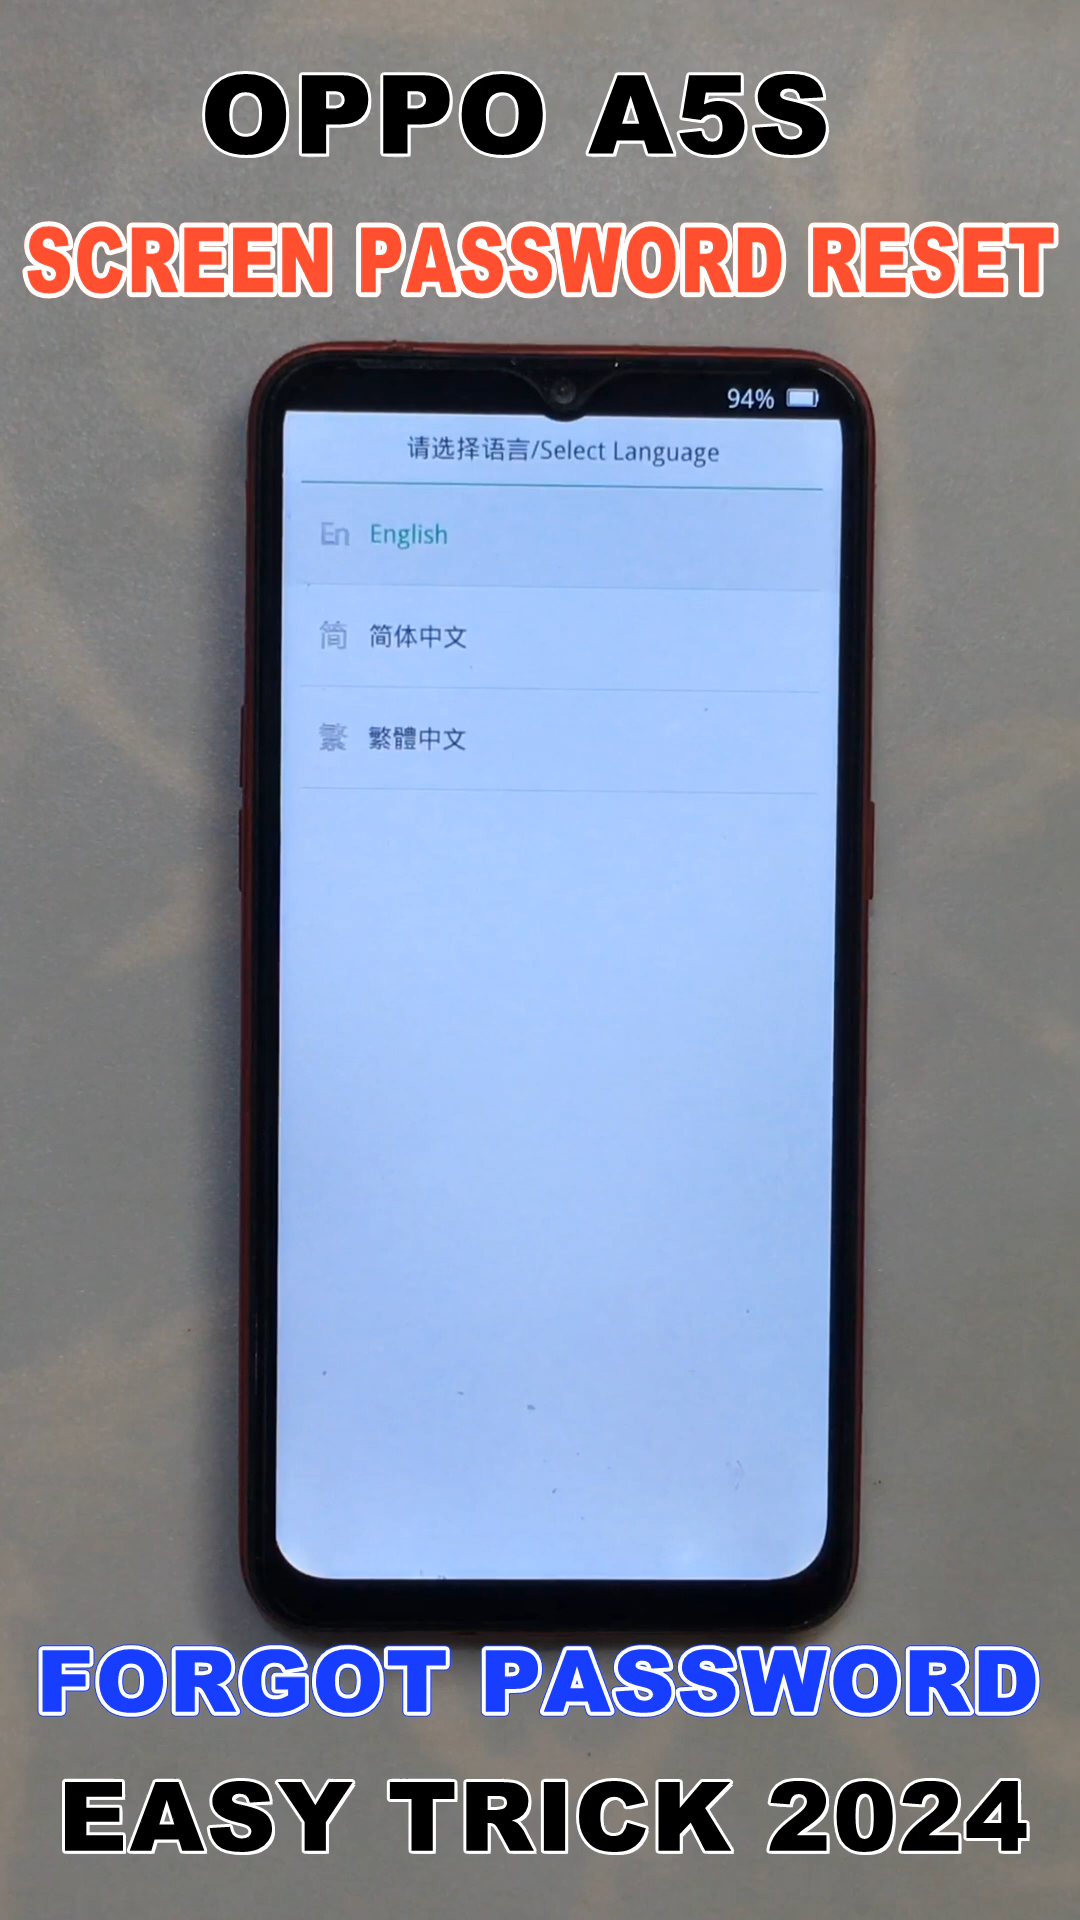 OPPO A5S
SCREEN PASSWORD RESET
94%
请选择语言/Select Language
En English
简 简体中文
繁 繁體中文
FORGOT PASSWORD
EASY TRICK 2024